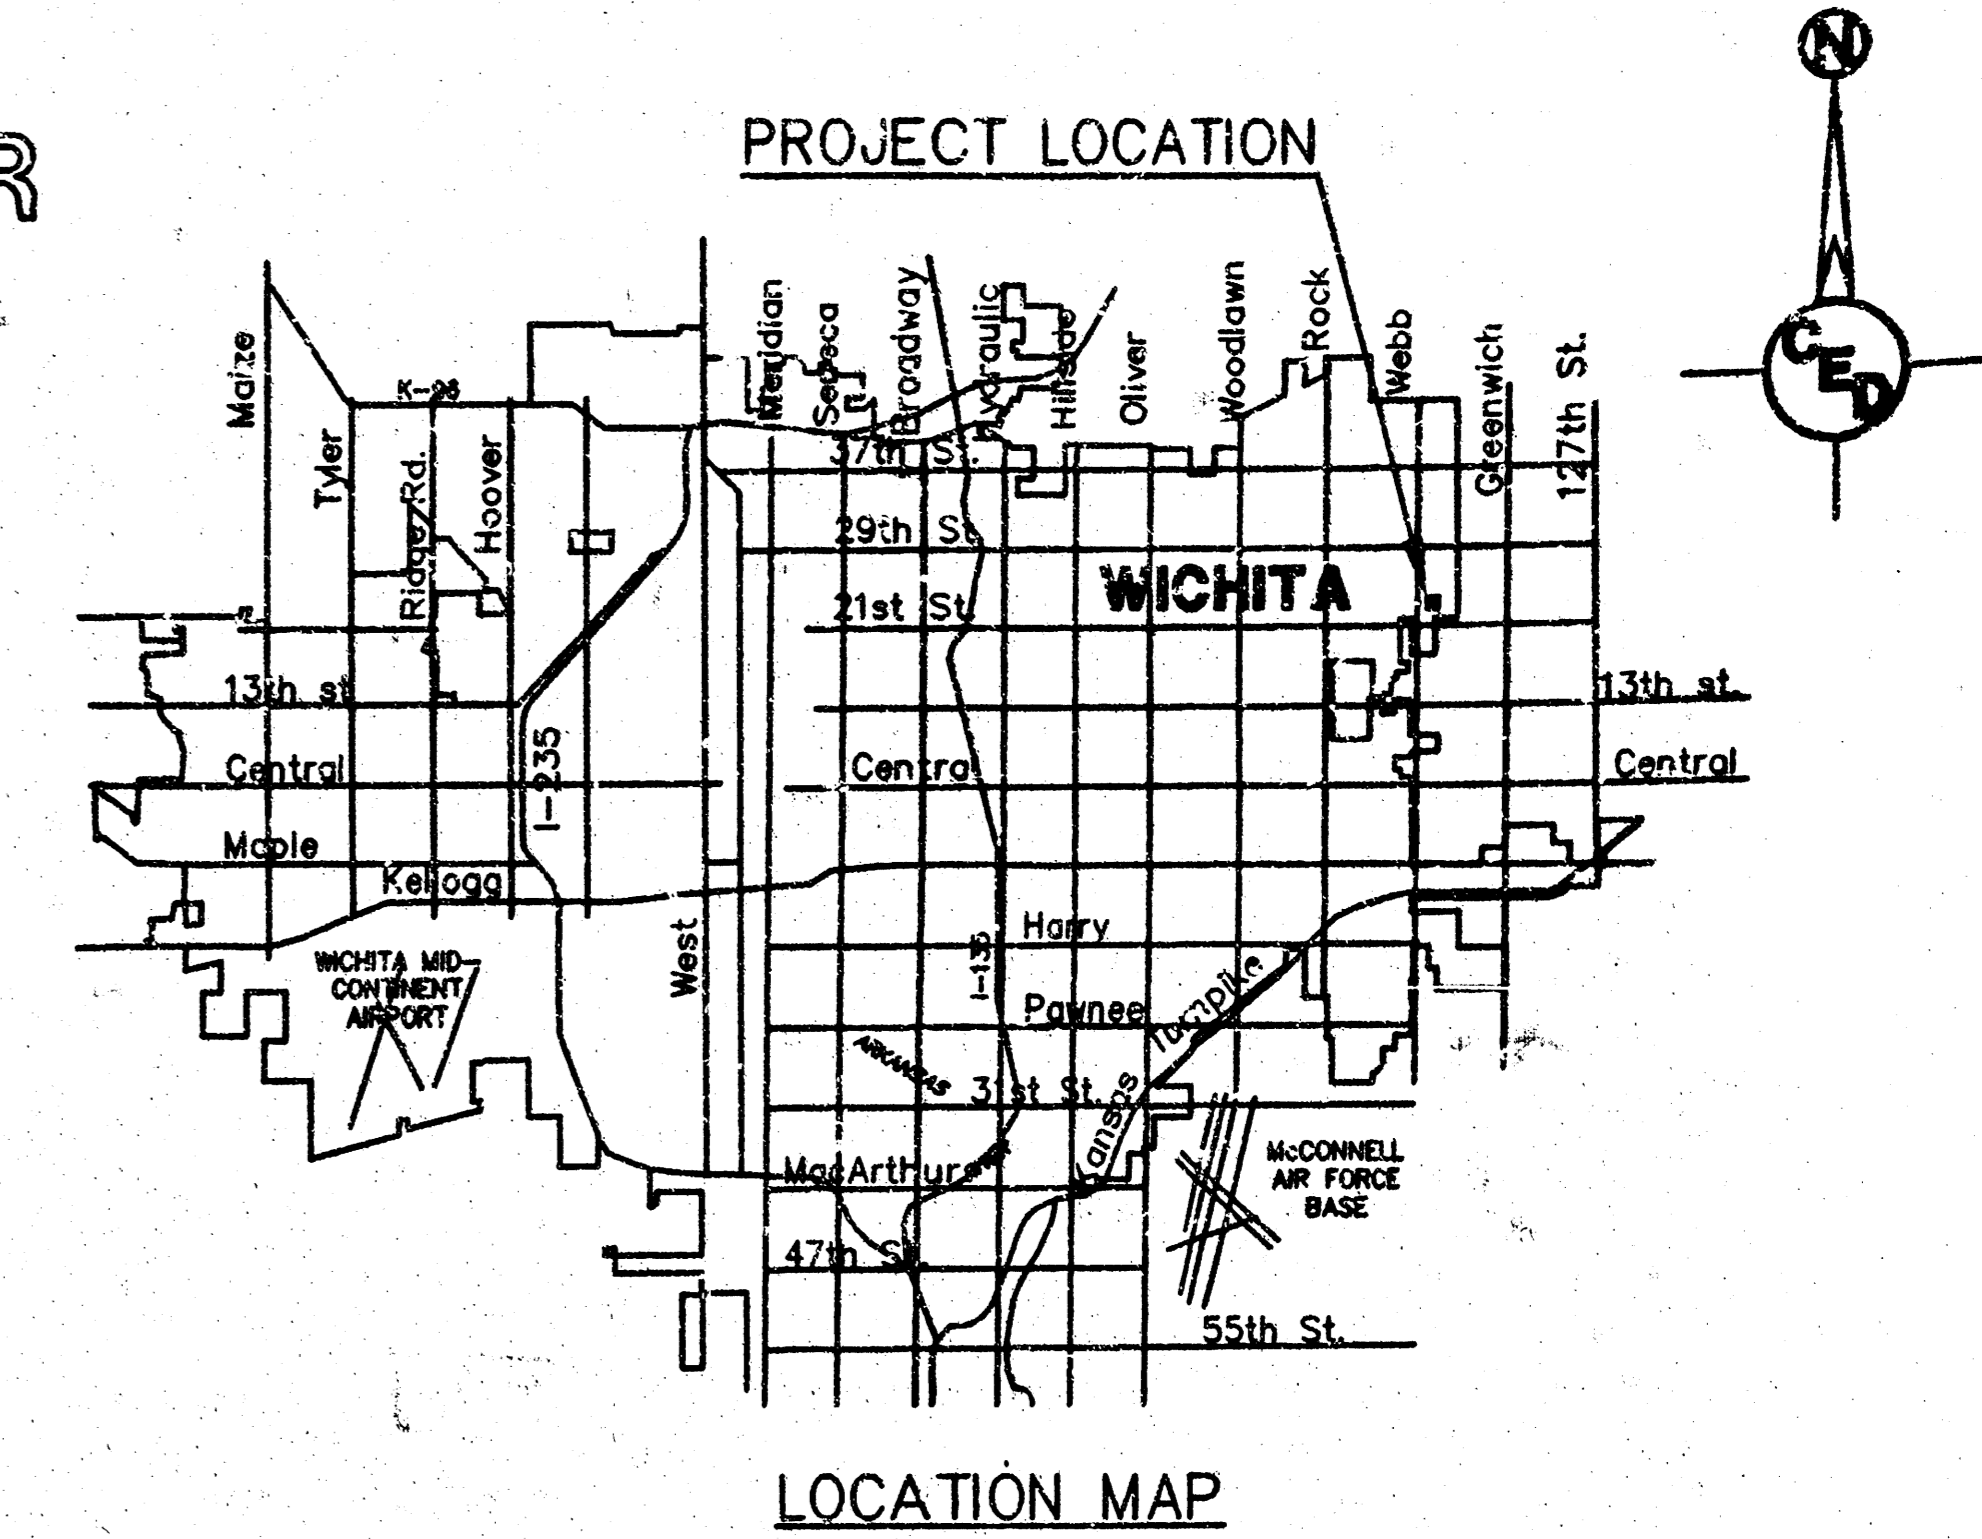 N
R
PROJECT LOCATION
Maize
Tyler
Ridge Rd.
Hoover
West
Meridian
Seneca
Broadway
Hydraulic
Hillside
Oliver
Woodlawn
Rock
Webb
Greenwich
127th St.
CED
37th St.
29th St.
21st St.
WICHITA
13th st
13th st.
I-235
Central
Central
Central
Maple
Kellogg
Harry
I-135
WICHITA MID-
CONTINENT
AIRPORT
Pawnee
Kansas Turnpike
ARKANSAS
31st St.
McCONNELL
AIR FORCE
BASE
MacArthur
47th St.
55th St.
LOCATION MAP